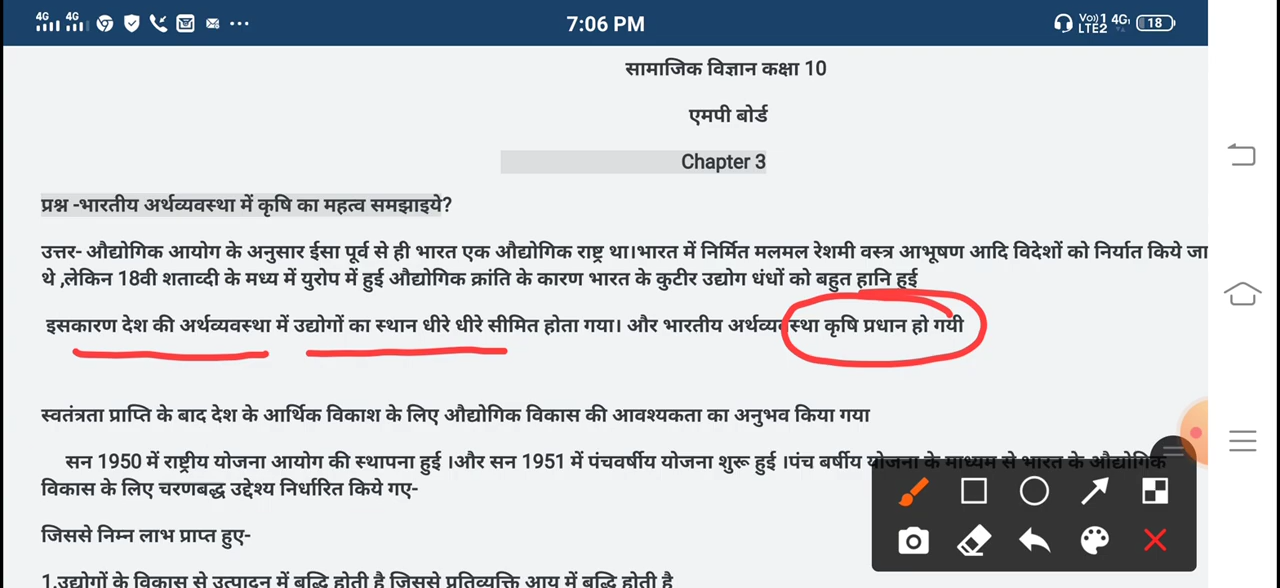 4G 4G 7:06 PM Vo)) 1 4G LTE2 18
सामाजिक विज्ञान कक्षा 10
एमपी बोर्ड
Chapter 3
प्रश्न -भारतीय अर्थव्यवस्था में कृषि का महत्व समझाइये?
उत्तर- औद्योगिक आयोग के अनुसार ईसा पूर्व से ही भारत एक औद्योगिक राष्ट्र था।भारत में निर्मित मलमल रेशमी वस्त्र आभूषण आदि विदेशों को निर्यात किये जा
थे ,लेकिन 18वी शताव्दी के मध्य में युरोप में हुई औद्योगिक क्रांति के कारण भारत के कुटीर उद्योग धंधों को बहुत हानि हुई
इसकारण देश की अर्थव्यवस्था में उद्योगों का स्थान धीरे धीरे सीमित होता गया। और भारतीय अर्थव्यवस्था कृषि प्रधान हो गयी
स्वतंत्रता प्राप्ति के बाद देश के आर्थिक विकाश के लिए औद्योगिक विकास की आवश्यकता का अनुभव किया गया
सन 1950 में राष्ट्रीय योजना आयोग की स्थापना हुई ।और सन 1951 में पंचवर्षीय योजना शुरू हुई ।पंच बर्षीय योजना के माध्यम से भारत के औद्योगिक
विकास के लिए चरणबद्ध उद्देश्य निर्धारित किये गए-
जिससे निम्न लाभ प्राप्त हुए-
1.उद्योगों के विकास से उत्पादन में बृद्धि होती है जिससे प्रतिव्यक्ति आय में बृद्धि होती है